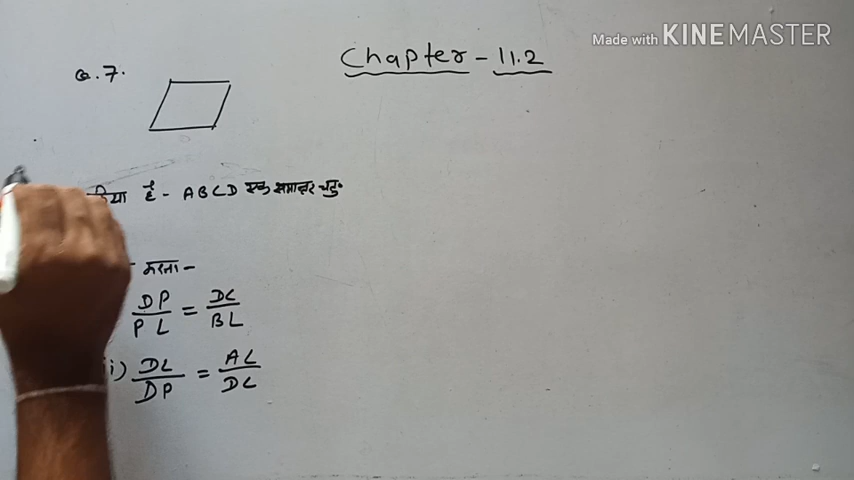 Made with KINEMASTER
Chapter - 11.2
Q. 7.
दिया है - ABCD एक समान्तर चतु॰
करना -
DP/PL = DC/BL
ii) DL/DP = AL/DC